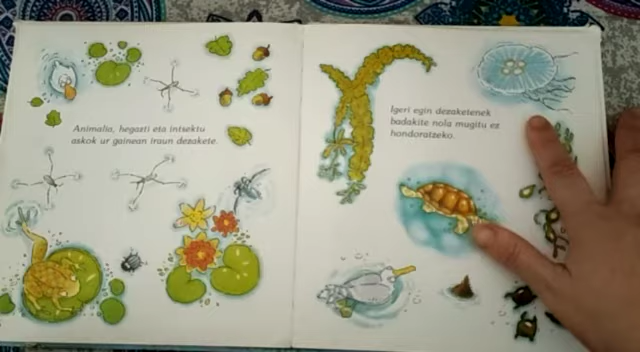 Animalia, hegazti eta intsektu
askok ur gainean iraun dezakete.
Igeri egin dezaketenek
badakite nola mugitu ez
hondoratzeko.